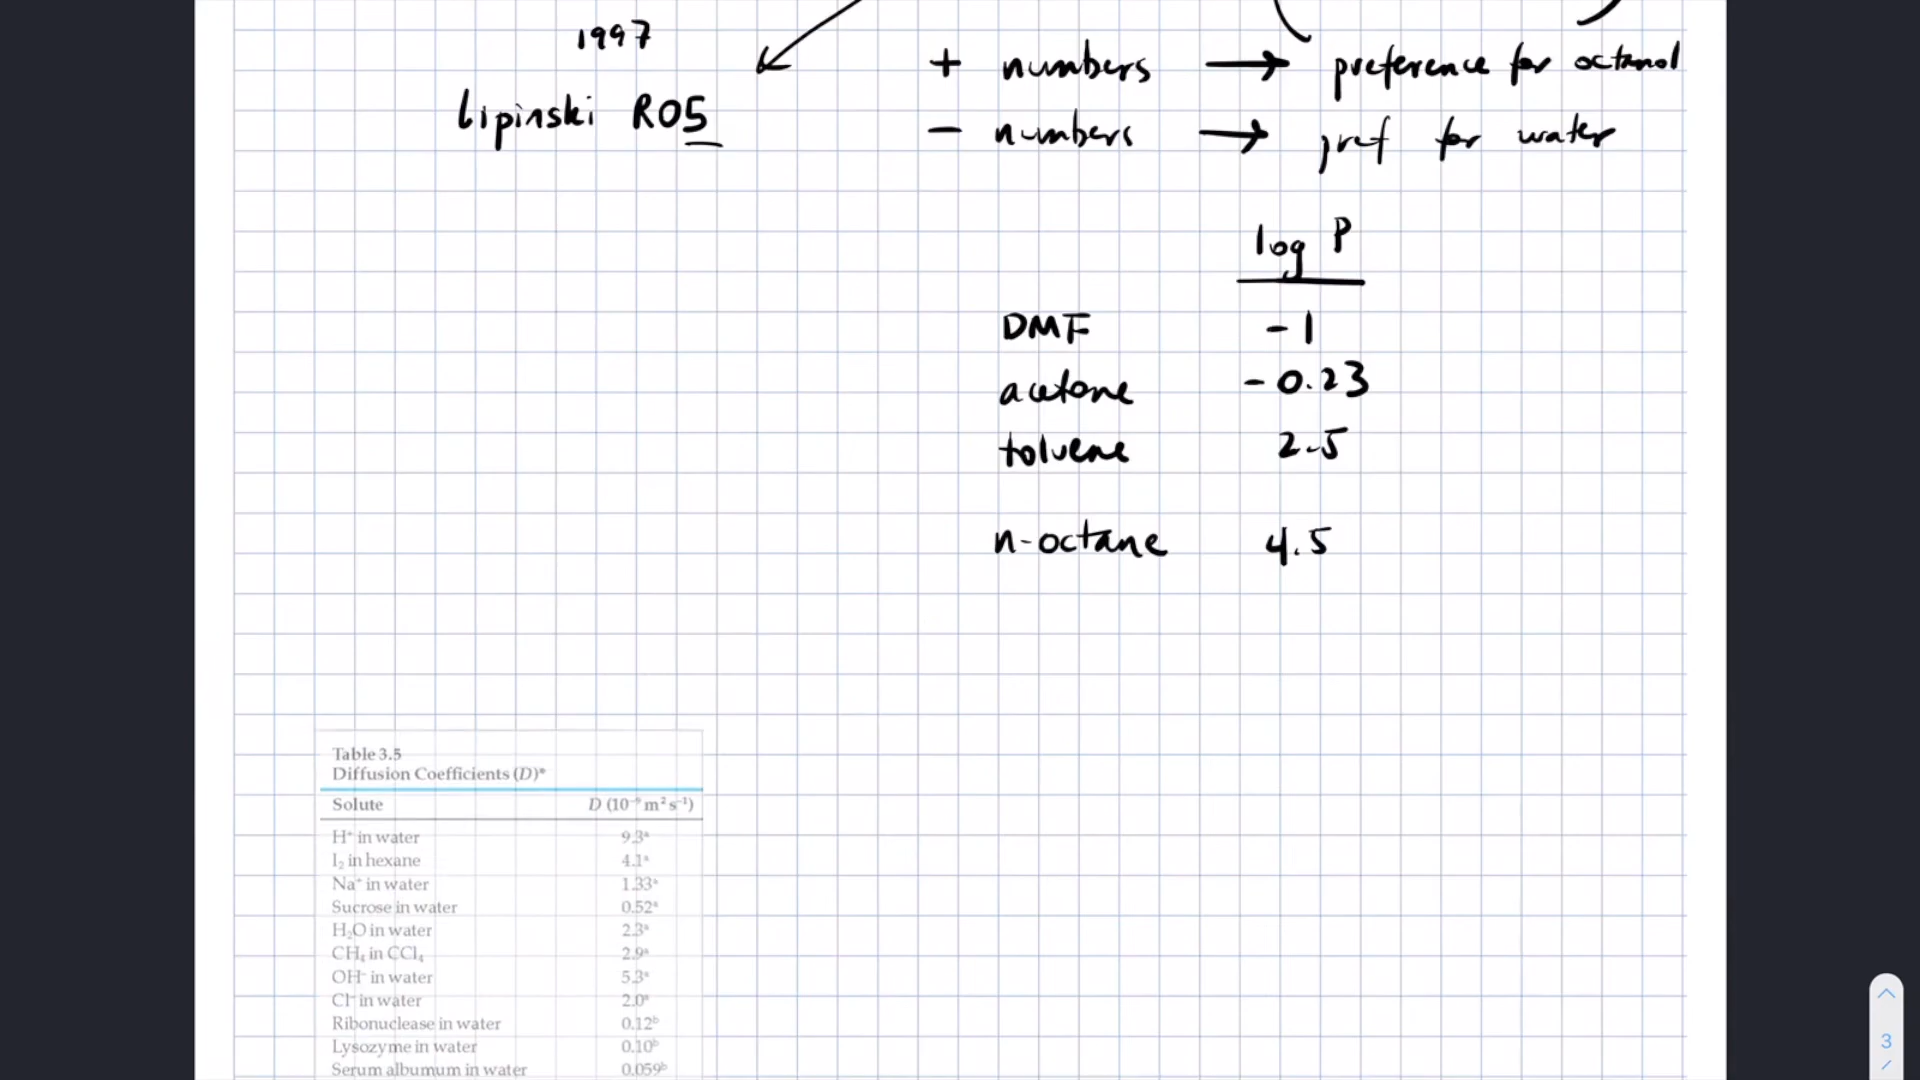 1997
Lipinski RO5
+ numbers → preference for octanol
− numbers → pref for water
log P
DMF -1
acetone -0.23
toluene 2.5
n-octane 4.5
Table 3.5
Diffusion Coefficients (D)*
Solute D (10⁻⁹ m² s⁻¹)
H⁺ in water 9.3ᵃ
I₂ in hexane 4.1ᵃ
Na⁺ in water 1.33ᵃ
Sucrose in water 0.52ᵃ
H₂O in water 2.3ᵃ
CH₄ in CCl₄ 2.9ᵃ
OH⁻ in water 5.3ᵃ
Cl⁻ in water 2.0ᵃ
Ribonuclease in water 0.12ᵇ
Lysozyme in water 0.10ᵇ
Serum albumum in water 0.059ᵇ
3
/